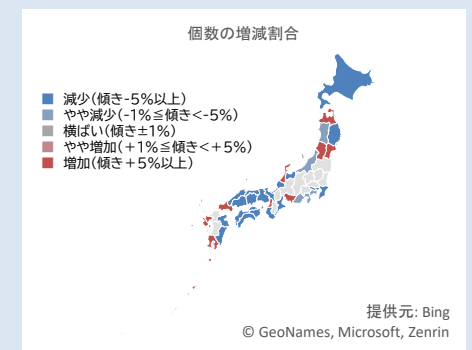 個数の増減割合
減少(傾き-5%以上)
やや減少(-1%≦傾き<-5%)
横ばい(傾き±1%)
やや増加(+1%≦傾き<+5%)
増加(傾き+5%以上)
提供元: Bing
© GeoNames, Microsoft, Zenrin